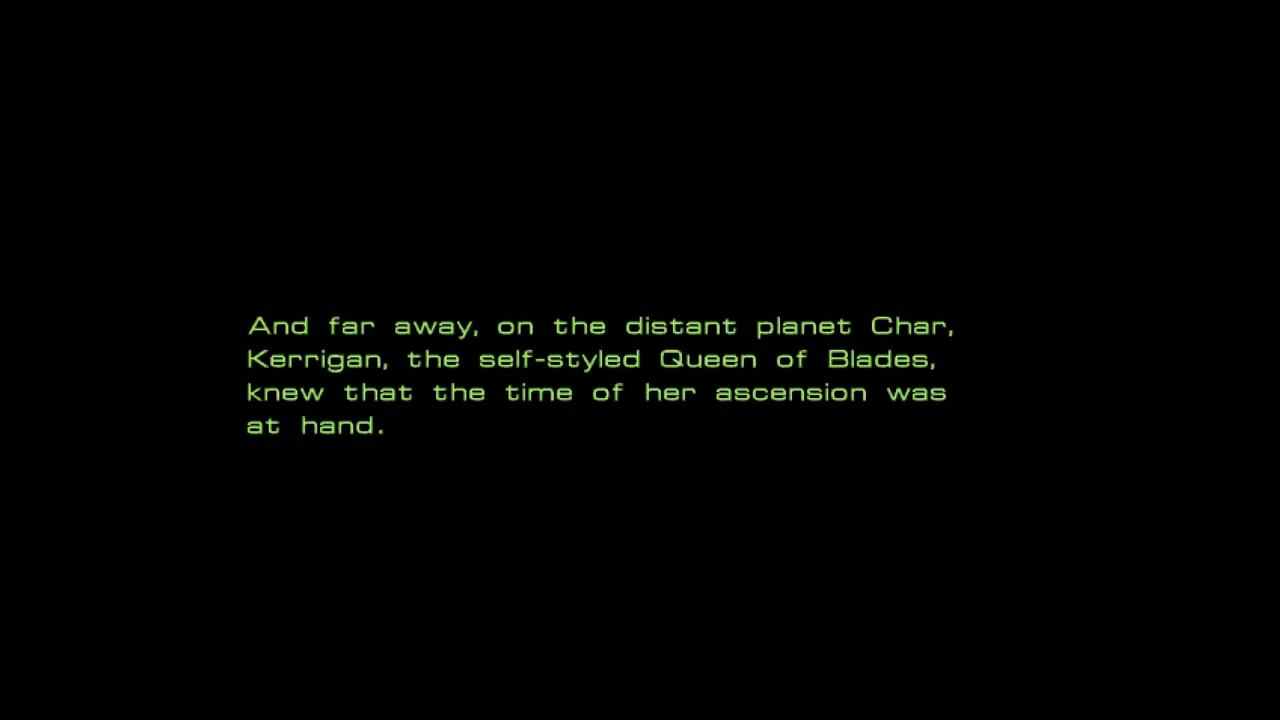 And far away, on the distant planet Char,
Kerrigan, the self-styled Queen of Blades,
knew that the time of her ascension was
at hand.